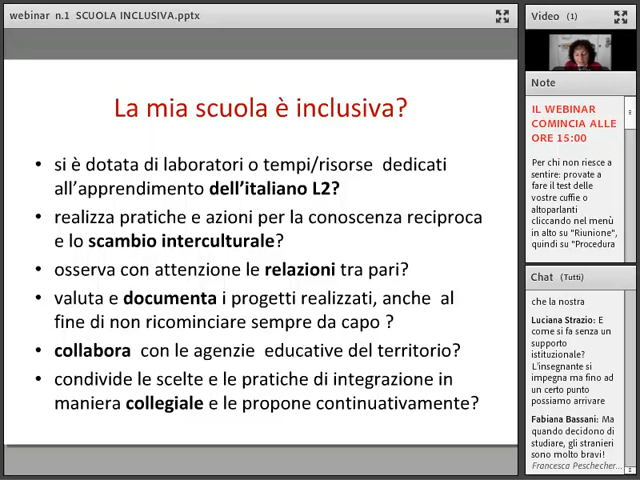 webinar n.1 SCUOLA INCLUSIVA.pptx
La mia scuola è inclusiva?
• si è dotata di laboratori o tempi/risorse dedicati
all'apprendimento dell'italiano L2?
• realizza pratiche e azioni per la conoscenza reciproca
e lo scambio interculturale?
• osserva con attenzione le relazioni tra pari?
• valuta e documenta i progetti realizzati, anche al
fine di non ricominciare sempre da capo ?
• collabora con le agenzie educative del territorio?
• condivide le scelte e le pratiche di integrazione in
maniera collegiale e le propone continuativamente?
Video (1)
Note
IL WEBINAR
COMINCIA ALLE
ORE 15:00
Per chi non riesce a
sentire: provate a
fare il test delle
vostre cuffie o
altoparlanti
cliccando nel menù
in alto su "Riunione",
quindi su "Procedura
Chat (Tutti)
che la nostra
Luciana Strazio: E
come si fa senza un
supporto
istituzionale?
L'insegnante si
impegna ma fino ad
un certo punto
possiamo arrivare
Fabiana Bassani: Ma
quando decidono di
studiare, gli stranieri
sono molto bravi!
Francesca Peschecher...